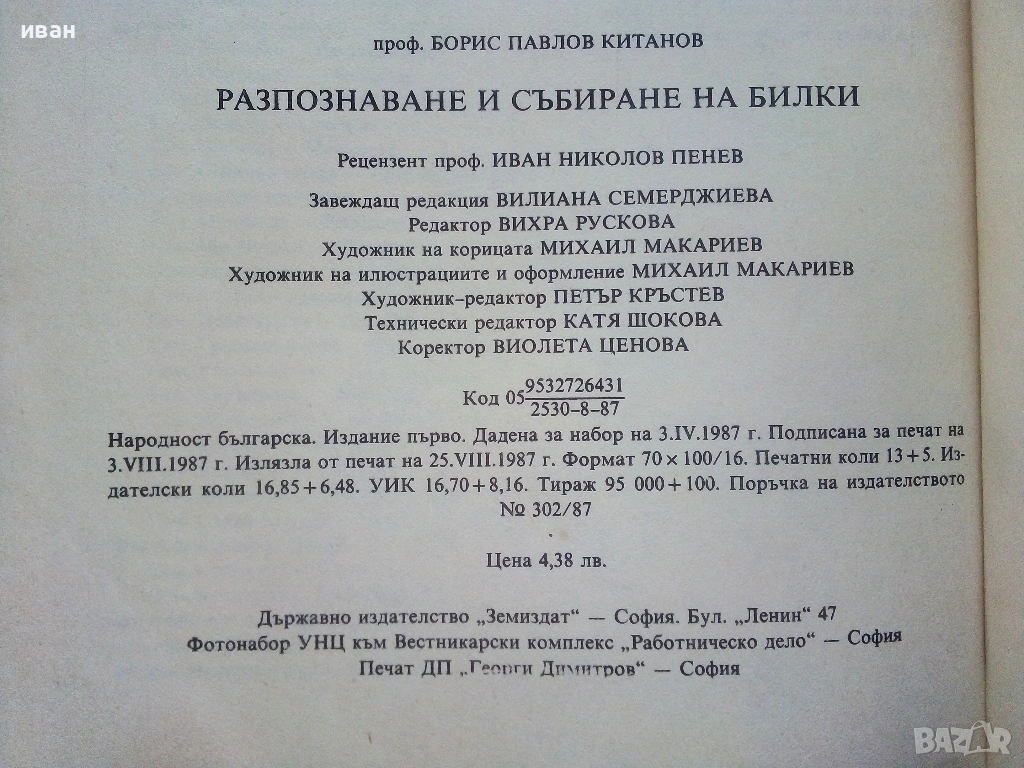 иван
проф. БОРИС ПАВЛОВ КИТАНОВ
РАЗПОЗНАВАНЕ И СЪБИРАНЕ НА БИЛКИ
Рецензент проф. ИВАН НИКОЛОВ ПЕНЕВ
Завеждащ редакция ВИЛИАНА СЕМЕРДЖИЕВА
Редактор ВИХРА РУСКОВА
Художник на корицата МИХАИЛ МАКАРИЕВ
Художник на илюстрациите и оформление МИХАИЛ МАКАРИЕВ
Художник–редактор ПЕТЪР КРЪСТЕВ
Технически редактор КАТЯ ШОКОВА
Коректор ВИОЛЕТА ЦЕНОВА
Код 05 9532726431
2530–8–87
Народност българска. Издание първо. Дадена за набор на 3.IV.1987 г. Подписана за печат на
3.VIII.1987 г. Излязла от печат на 25.VIII.1987 г. Формат 70×100/16. Печатни коли 13+5. Из-
дателски коли 16,85+6,48. УИК 16,70+8,16. Тираж 95 000+100. Поръчка на издателството
№ 302/87
Цена 4,38 лв.
Държавно издателство „Земиздат“ — София. Бул. „Ленин“ 47
Фотонабор УНЦ към Вестникарски комплекс „Работническо дело“ — София
Печат ДП „Георги Димитров“ — София
BAZAR